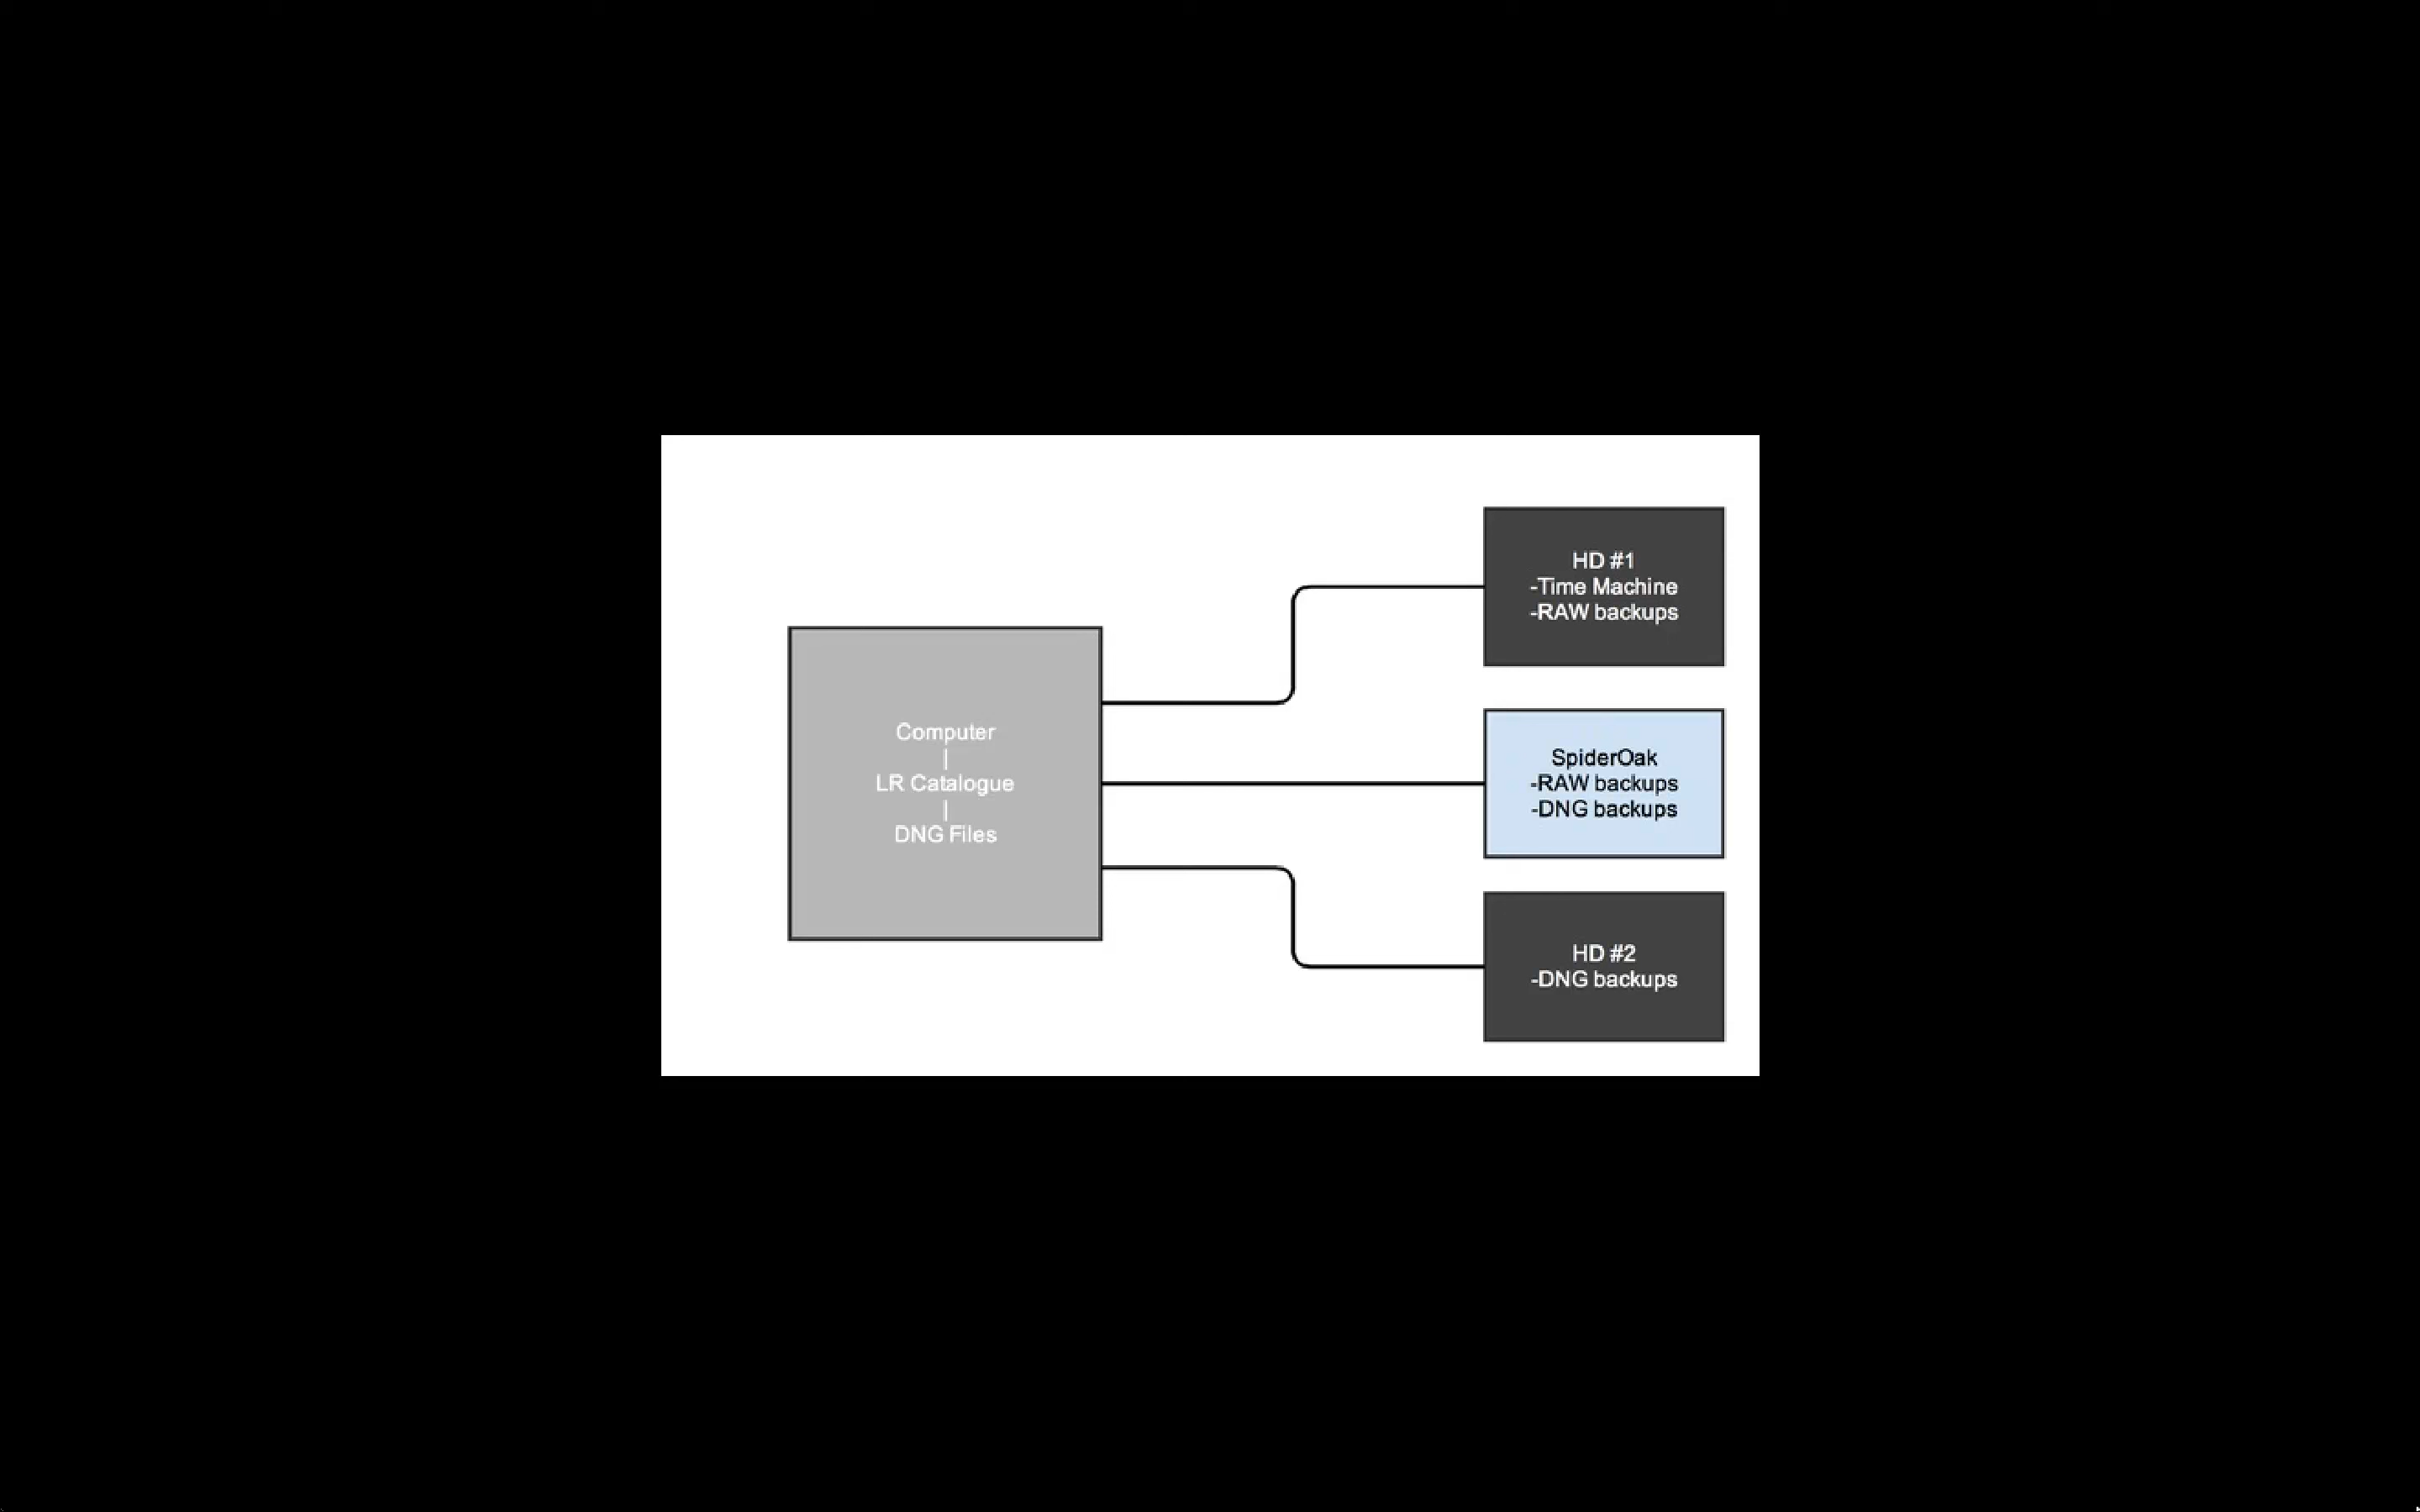 Computer
|
LR Catalogue
|
DNG Files
HD #1
-Time Machine
-RAW backups
SpiderOak
-RAW backups
-DNG backups
HD #2
-DNG backups